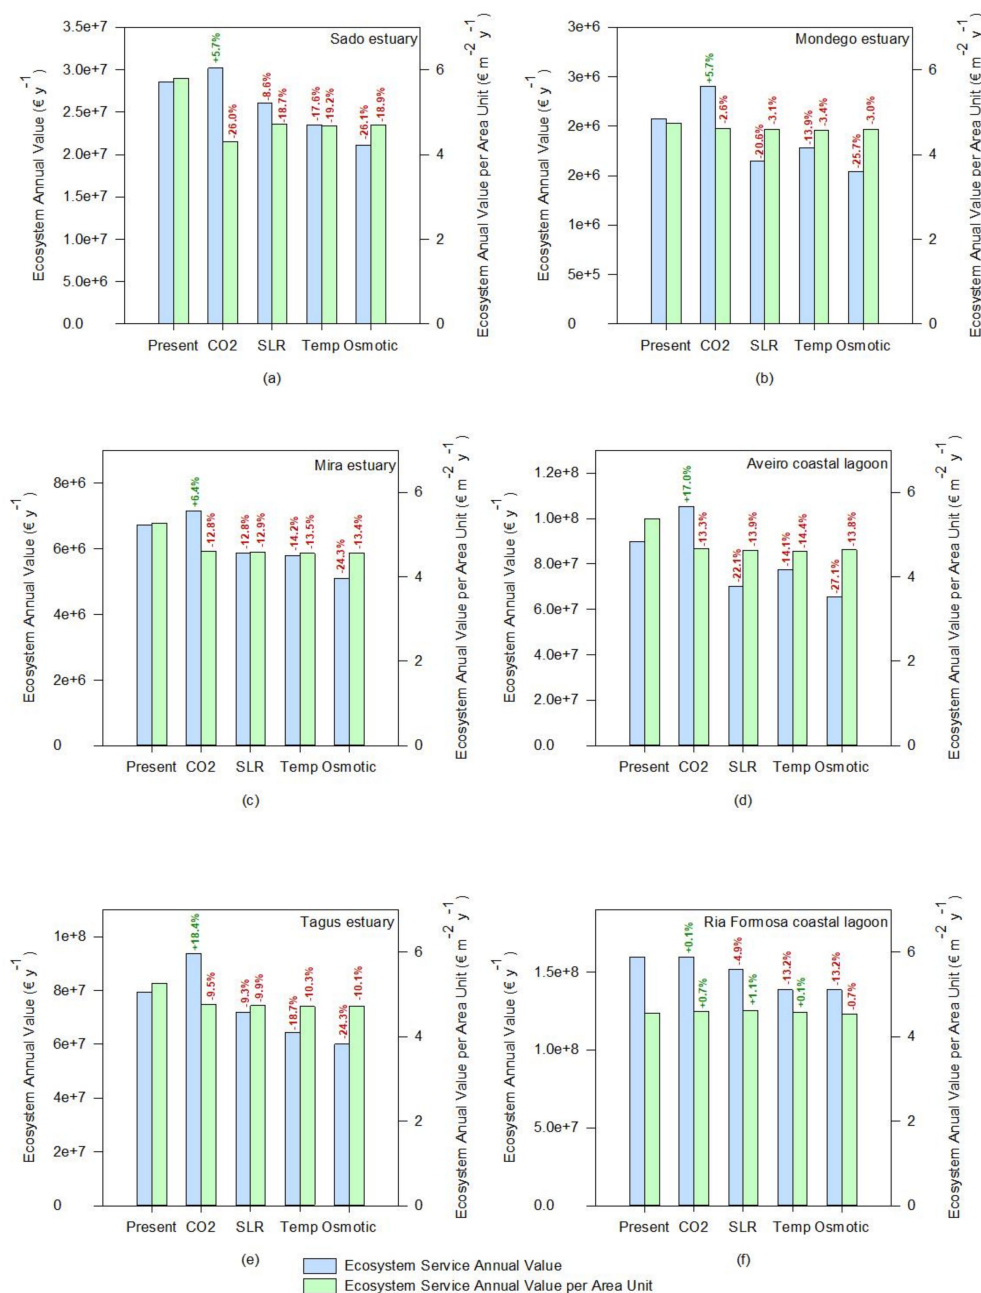 Sado estuary
Ecosystem Annual Value (€ y-1)
3.5e+7
3.0e+7
2.5e+7
2.0e+7
1.5e+7
1.0e+7
5.0e+6
0.0
+5.7%
-26.0%
-8.6%
-18.7%
-17.6%
-19.2%
-26.1%
-18.9%
6
4
2
0
Ecosystem Anual Value per Area Unit (€ m-2 y-1)
Present CO2 SLR Temp Osmotic
(a)
Mondego estuary
Ecosystem Annual Value (€ y-1)
3e+6
3e+6
2e+6
2e+6
1e+6
5e+5
0
+5.7%
-2.6%
-20.6%
-3.1%
-13.9%
-3.4%
-25.7%
-3.0%
6
4
2
0
Ecosystem Anual Value per Area Unit (€ m-2 y-1)
Present CO2 SLR Temp Osmotic
(b)
Mira estuary
Ecosystem Annual Value (€ y-1)
8e+6
6e+6
4e+6
2e+6
0
+6.4%
-12.8%
-12.8%
-12.9%
-14.2%
-13.5%
-24.3%
-13.4%
6
4
2
0
Ecosystem Anual Value per Area Unit (€ m-2 y-1)
Present CO2 SLR Temp Osmotic
(c)
Aveiro coastal lagoon
Ecosystem Annual Value (€ y-1)
1.2e+8
1.0e+8
8.0e+7
6.0e+7
4.0e+7
2.0e+7
0.0
+17.0%
-13.3%
-22.1%
-13.9%
-14.1%
-14.4%
-27.1%
-13.8%
6
4
2
0
Ecosystem Anual Value per Area Unit (€ m-2 y-1)
Present CO2 SLR Temp Osmotic
(d)
Tagus estuary
Ecosystem Annual Value (€ y-1)
1e+8
8e+7
6e+7
4e+7
2e+7
0
+18.4%
-9.5%
-9.3%
-9.9%
-18.7%
-10.3%
-24.3%
-10.1%
6
4
2
0
Ecosystem Anual Value per Area Unit (€ m-2 y-1)
Present CO2 SLR Temp Osmotic
(e)
Ria Formosa coastal lagoon
Ecosystem Annual Value (€ y-1)
1.5e+8
1.0e+8
5.0e+7
0.0
+0.1%
+0.7%
-4.9%
+1.1%
-13.2%
+0.1%
-13.2%
-0.7%
6
4
2
0
Ecosystem Anual Value per Area Unit (€ m-2 y-1)
Present CO2 SLR Temp Osmotic
(f)
Ecosystem Service Annual Value
Ecosystem Service Annual Value per Area Unit